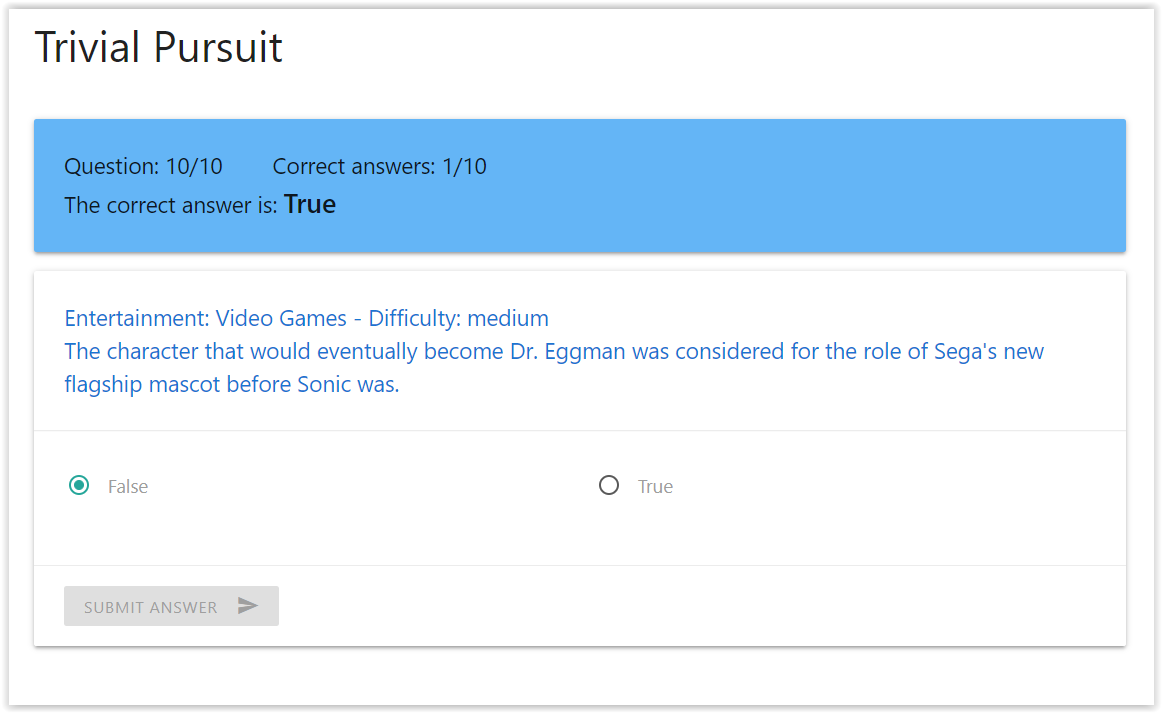 Trivial Pursuit
Question: 10/10 Correct answers: 1/10
The correct answer is: True
Entertainment: Video Games - Difficulty: medium
The character that would eventually become Dr. Eggman was considered for the role of Sega's new
flagship mascot before Sonic was.
False True
SUBMIT ANSWER